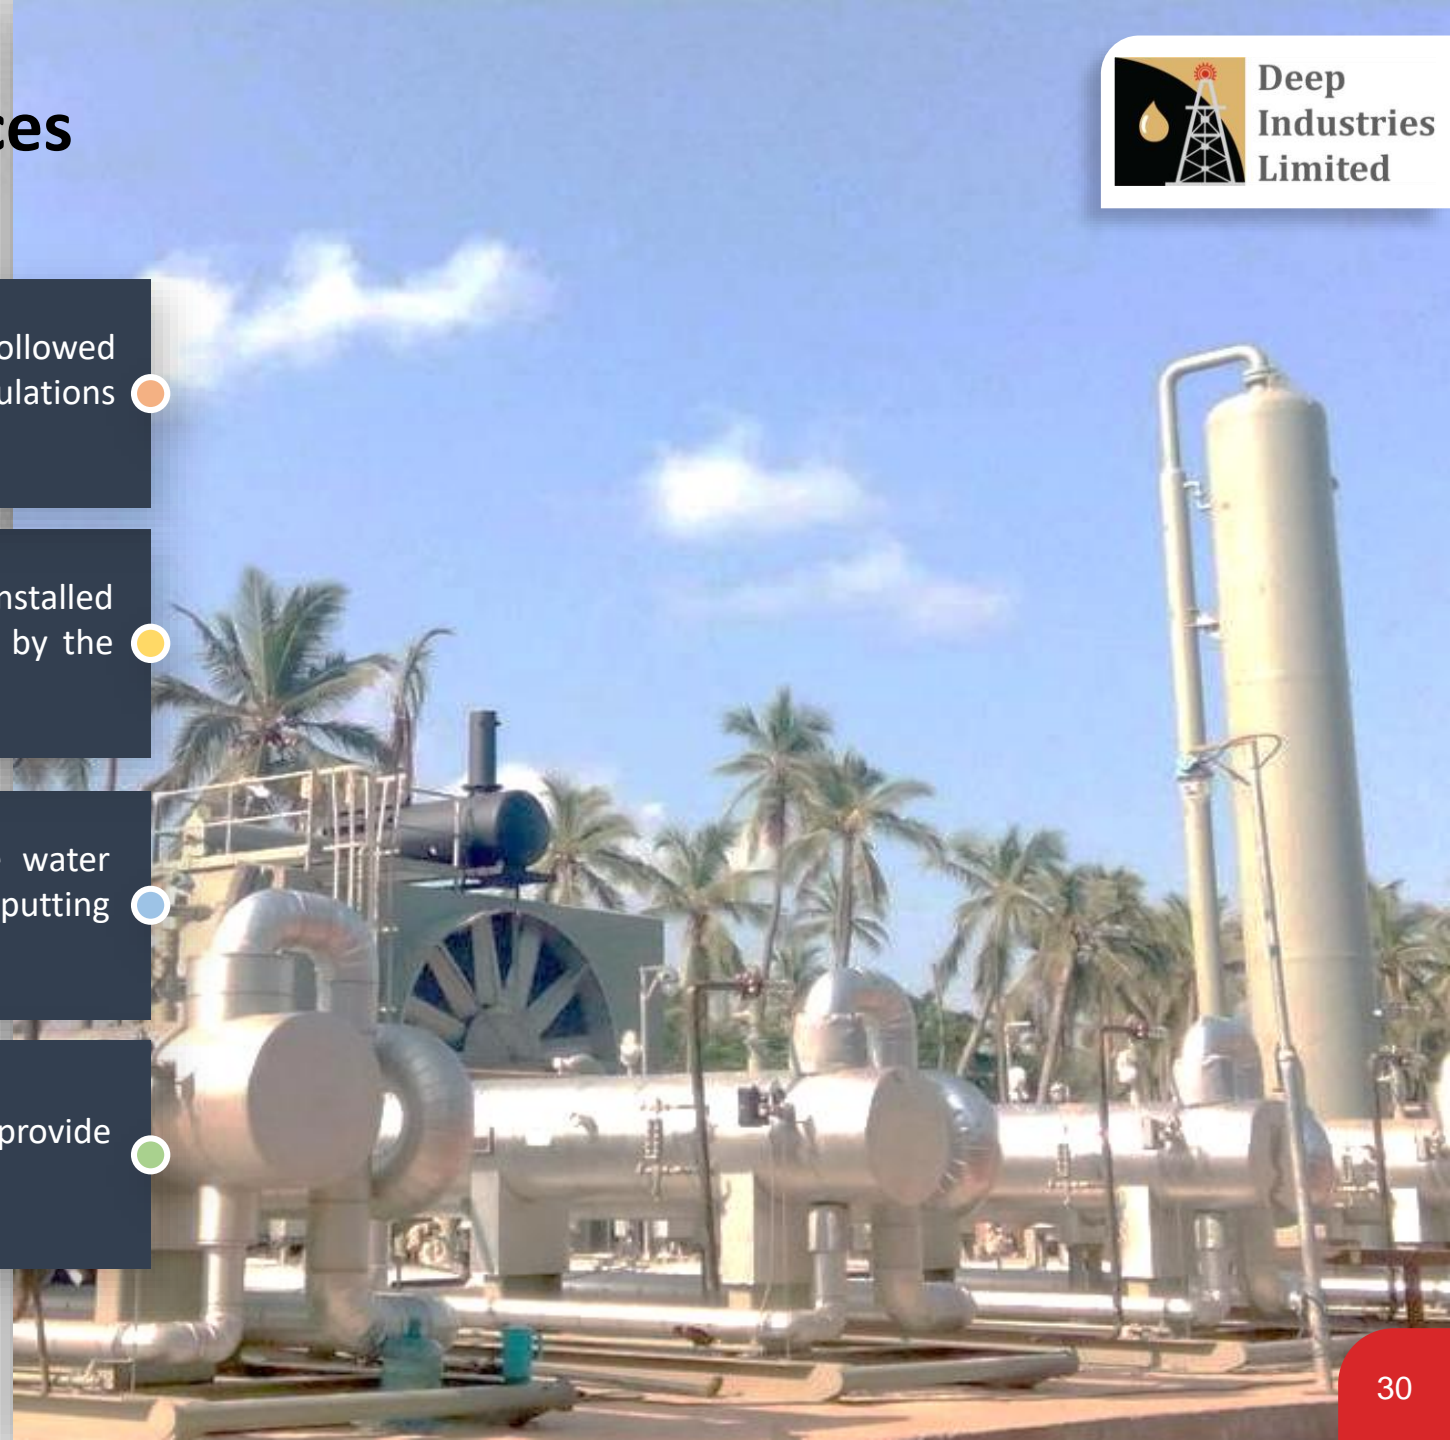 ces
Deep
Industries
Limited
ollowed
ulations
nstalled
by the
water
putting
provide
30